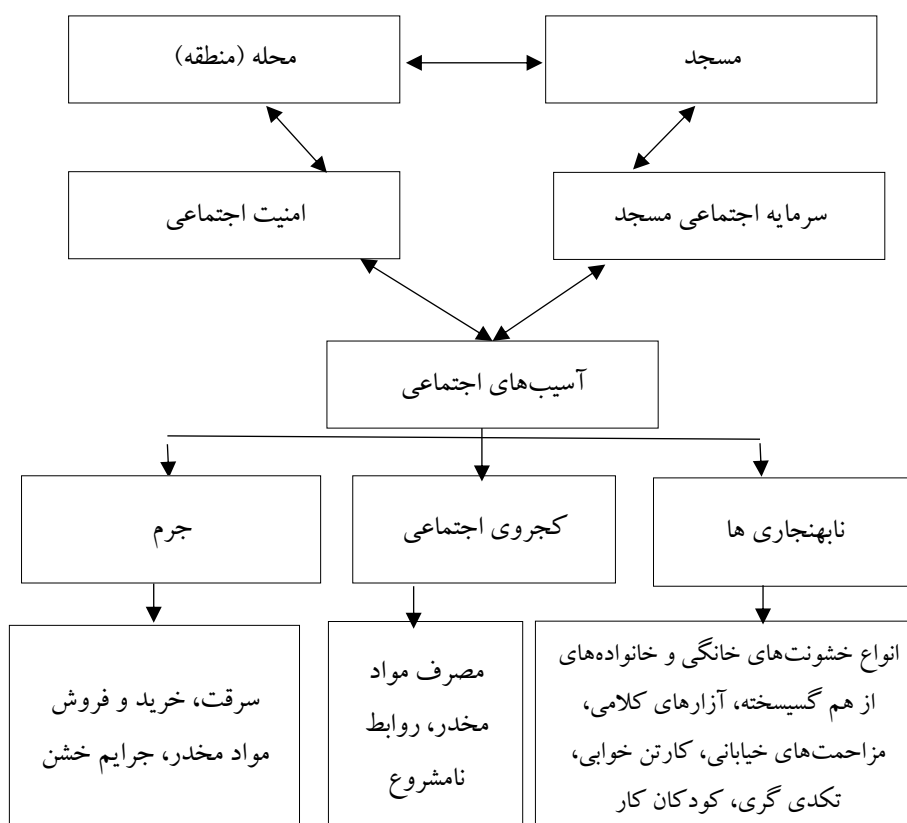 مسجد
محله (منطقه)
سرمایه اجتماعی مسجد
امنیت اجتماعی
آسیب‌های اجتماعی
نابهنجاری ها
کجروی اجتماعی
جرم
انواع خشونت‌های خانگی و خانواده‌های
از هم گسیسخته، آزارهای کلامی،
مزاحمت‌های خیابانی، کارتن خوابی،
تکدی گری، کودکان کار
مصرف مواد
مخدر، روابط
نامشروع
سرقت، خرید و فروش
مواد مخدر، جرایم خشن